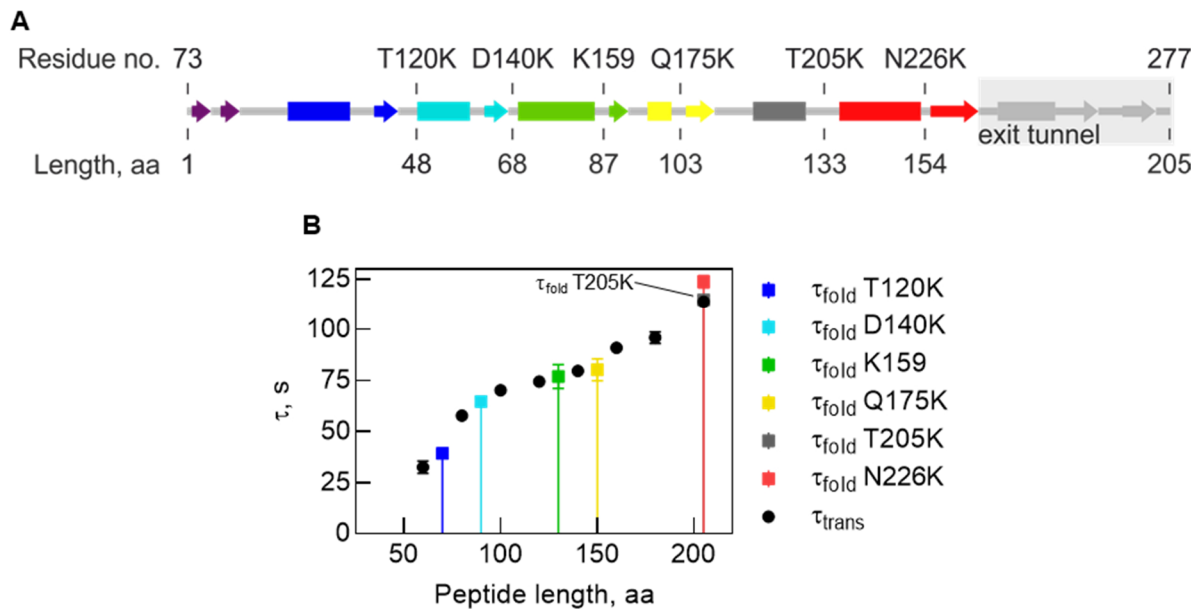 A
Residue no. 73 T120K D140K K159 Q175K T205K N226K 277
exit tunnel
Length, aa 1 48 68 87 103 133 154 205
B
125
100
75
50
25
0
τ, s
τfold T205K
50 100 150 200
Peptide length, aa
τfold T120K
τfold D140K
τfold K159
τfold Q175K
τfold T205K
τfold N226K
τtrans